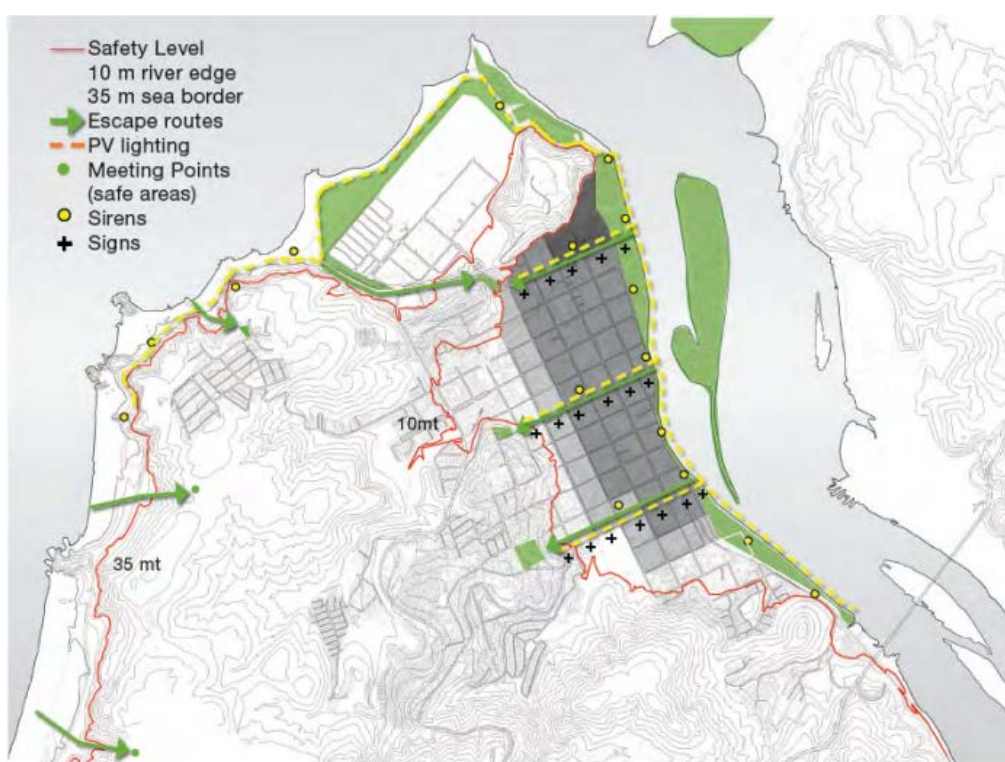 Safety Level
10 m river edge
35 m sea border
Escape routes
PV lighting
Meeting Points
(safe areas)
Sirens
Signs
10mt
35 mt